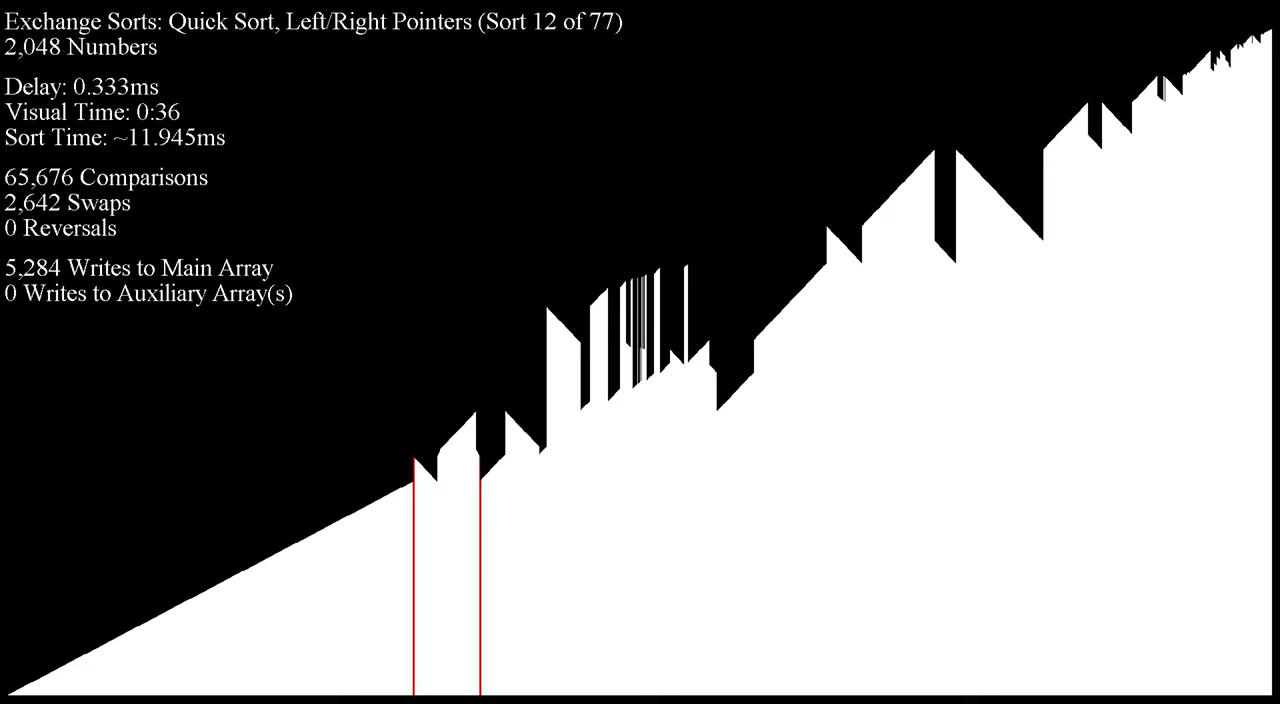 Exchange Sorts: Quick Sort, Left/Right Pointers (Sort 12 of 77)
2,048 Numbers
Delay: 0.333ms
Visual Time: 0:36
Sort Time: ~11.945ms
65,676 Comparisons
2,642 Swaps
0 Reversals
5,284 Writes to Main Array
0 Writes to Auxiliary Array(s)